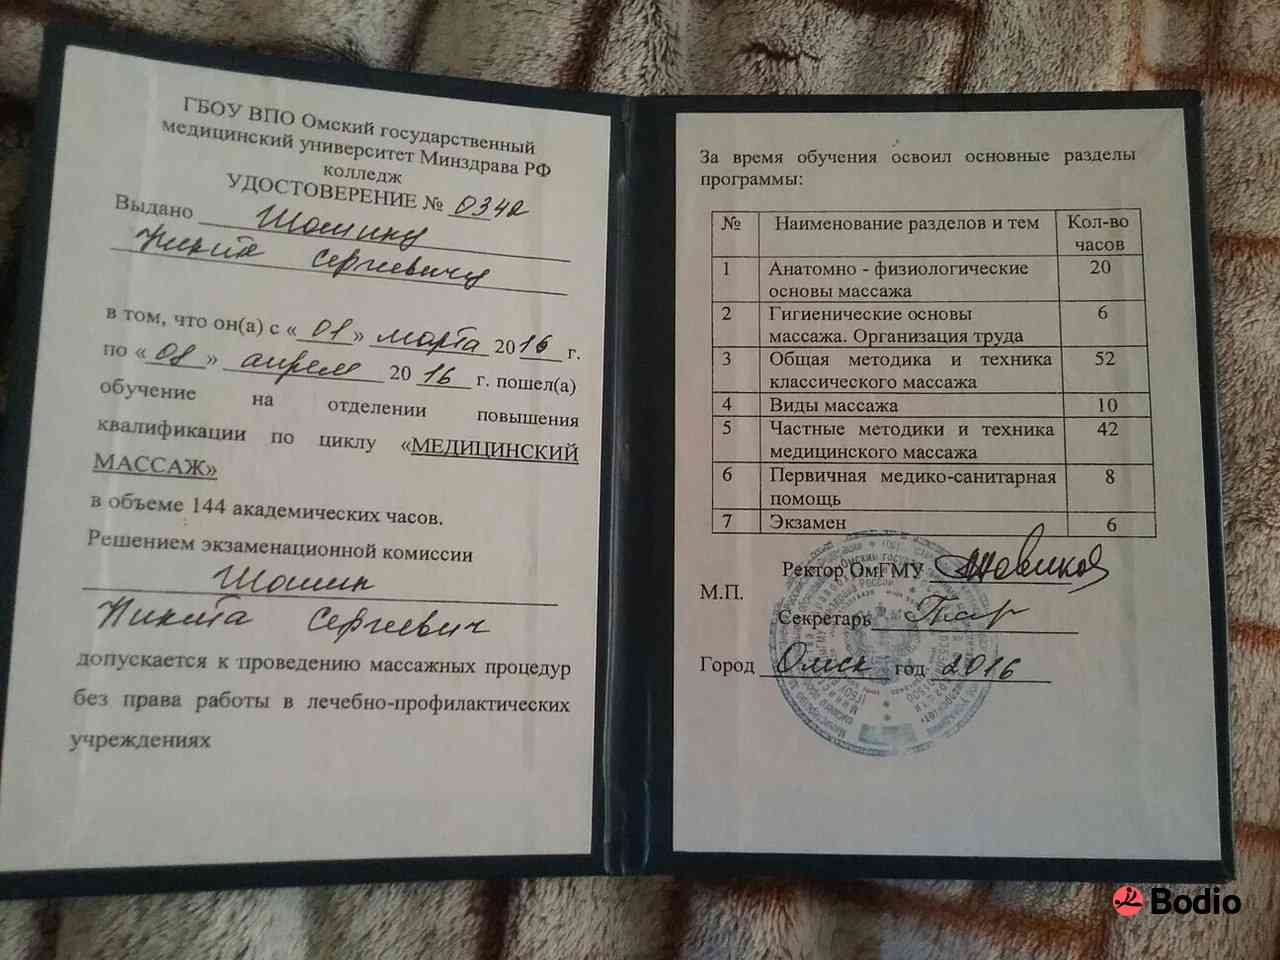 ГБОУ ВПО Омский государственный
медицинский университет Минздрава РФ
колледж
УДОСТОВЕРЕНИЕ № 0342
Выдано Шошину
Никите Сергеевичу
в том, что он(а) с «01» марта 2016 г.
по «08» апреля 2016 г. пошел(а)
обучение на отделении повышения
квалификации по циклу «МЕДИЦИНСКИЙ
МАССАЖ»
в объеме 144 академических часов.
Решением экзаменационной комиссии
Шошин
Никита Сергеевич
допускается к проведению массажных процедур
без права работы в лечебно-профилактических
учреждениях
За время обучения освоил основные разделы
программы:
№ Наименование разделов и тем Кол-во
часов
1 Анатомо - физиологические 20
основы массажа
2 Гигиенические основы 6
массажа. Организация труда
3 Общая методика и техника 52
классического массажа
4 Виды массажа 10
5 Частные методики и техника 42
медицинского массажа
6 Первичная медико-санитарная 8
помощь
7 Экзамен 6
Ректор ОмГМУ
М.П.
Секретарь
Город Омск год 2016
Bodio